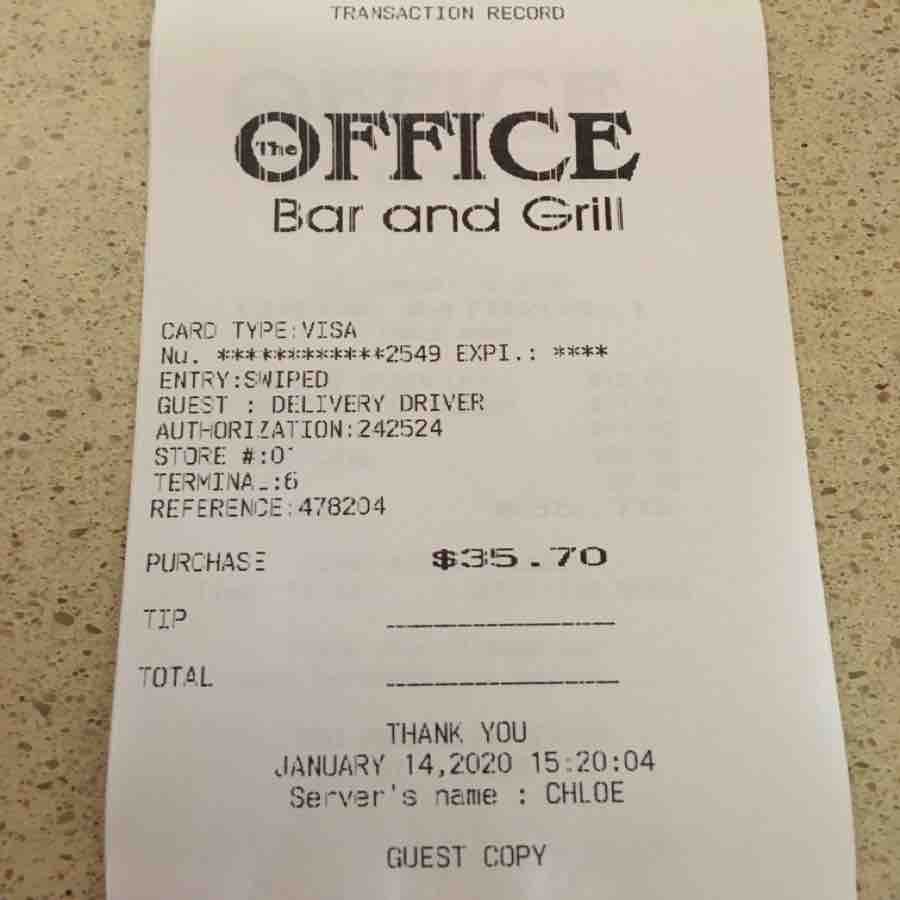 TRANSACTION RECORD
The OFFICE
Bar and Grill
CARD TYPE:VISA
Nu. ************2549 EXPI.: ****
ENTRY:SWIPED
GUEST : DELIVERY DRIVER
AUTHORIZATION:242524
STORE #:01
TERMINAL:6
REFERENCE:478204
PURCHASE $35.70
TIP
TOTAL
THANK YOU
JANUARY 14,2020 15:20:04
Server's name : CHLOE
GUEST COPY